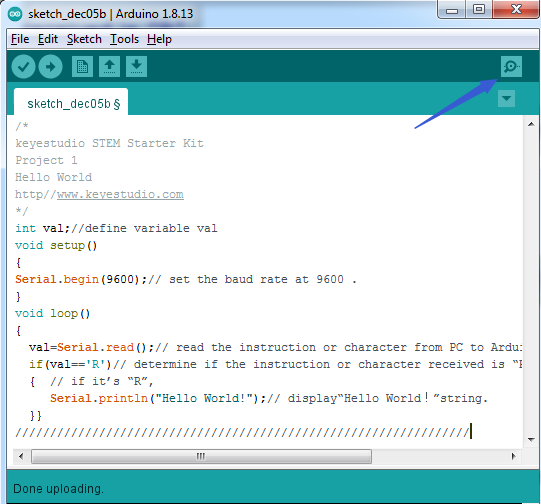 sketch_dec05b | Arduino 1.8.13
File Edit Sketch Tools Help
sketch_dec05b §
/*
keyestudio STEM Starter Kit
Project 1
Hello World
http//www.keyestudio.com
*/
int val;//define variable val
void setup()
{
Serial.begin(9600);// set the baud rate at 9600 .
}
void loop()
{
val=Serial.read();// read the instruction or character from PC to Ardui
if(val=='R')// determine if the instruction or character received is “
{ // if it’s “R”,
Serial.println("Hello World!");// display“Hello World！”string.
}}
//////////////////////////////////////////////////////////////////
Done uploading.